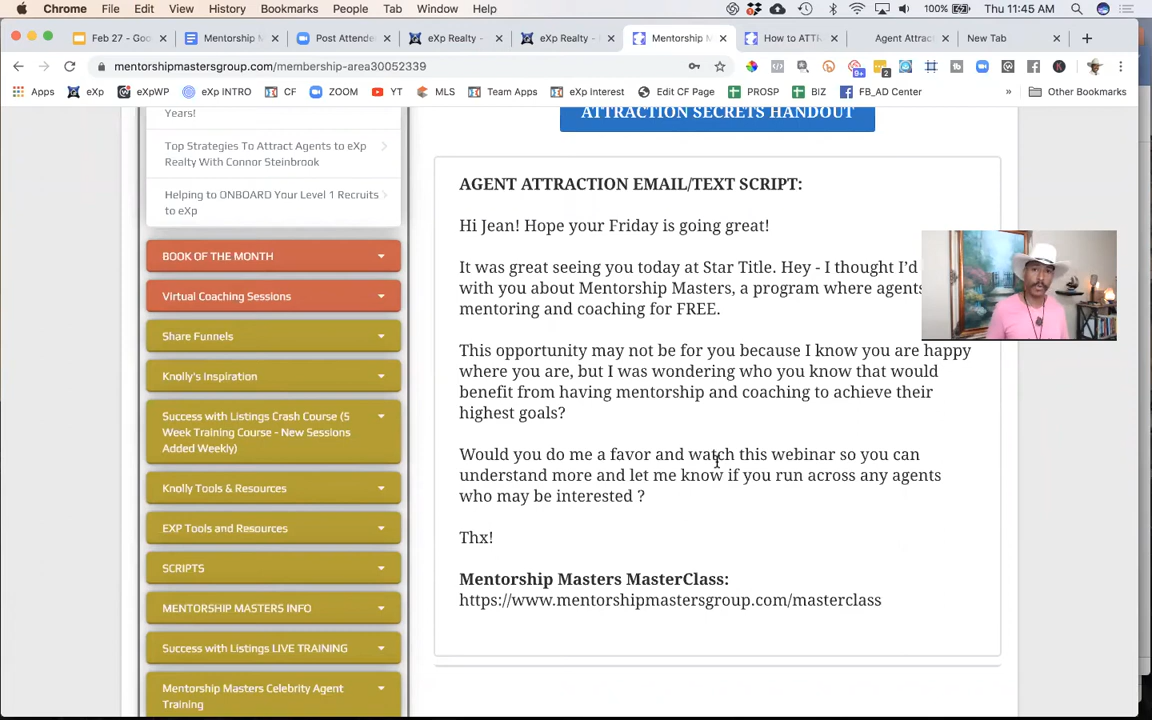 Chrome File Edit View History Bookmarks People Tab Window Help 100% Thu 11:45 AM
Feb 27 - Goo Mentorship M Post Attende eXp Realty - eXp Realty - Mentorship M How to ATTR Agent Attrac New Tab
mentorshipmastersgroup.com/membership-area30052339
Apps eXp eXpWP eXp INTRO CF ZOOM YT MLS Team Apps eXp Interest Edit CF Page PROSP BIZ FB_AD Center » Other Bookmarks
Years!
Top Strategies To Attract Agents to eXp
Realty With Connor Steinbrook
Helping to ONBOARD Your Level 1 Recruits
to eXp
BOOK OF THE MONTH
Virtual Coaching Sessions
Share Funnels
Knolly's Inspiration
Success with Listings Crash Course (5
Week Training Course - New Sessions
Added Weekly)
Knolly Tools & Resources
EXP Tools and Resources
SCRIPTS
MENTORSHIP MASTERS INFO
Success with Listings LIVE TRAINING
Mentorship Masters Celebrity Agent
Training
ATTRACTION SECRETS HANDOUT
AGENT ATTRACTION EMAIL/TEXT SCRIPT:
Hi Jean! Hope your Friday is going great!
It was great seeing you today at Star Title. Hey - I thought I'd
with you about Mentorship Masters, a program where agents
mentoring and coaching for FREE.
This opportunity may not be for you because I know you are happy
where you are, but I was wondering who you know that would
benefit from having mentorship and coaching to achieve their
highest goals?
Would you do me a favor and watch this webinar so you can
understand more and let me know if you run across any agents
who may be interested ?
Thx!
Mentorship Masters MasterClass:
https://www.mentorshipmastersgroup.com/masterclass